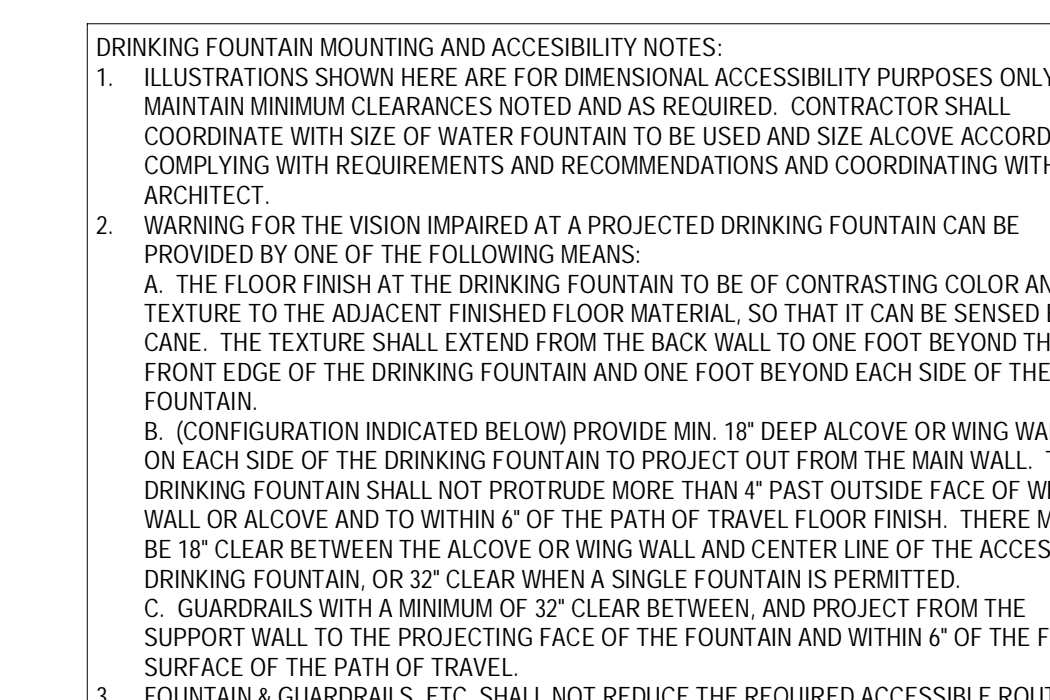 DRINKING FOUNTAIN MOUNTING AND ACCESIBILITY NOTES:
1. ILLUSTRATIONS SHOWN HERE ARE FOR DIMENSIONAL ACCESSIBILITY PURPOSES ONLY
MAINTAIN MINIMUM CLEARANCES NOTED AND AS REQUIRED. CONTRACTOR SHALL
COORDINATE WITH SIZE OF WATER FOUNTAIN TO BE USED AND SIZE ALCOVE ACCORD
COMPLYING WITH REQUIREMENTS AND RECOMMENDATIONS AND COORDINATING WITH
ARCHITECT.
2. WARNING FOR THE VISION IMPAIRED AT A PROJECTED DRINKING FOUNTAIN CAN BE
PROVIDED BY ONE OF THE FOLLOWING MEANS:
A. THE FLOOR FINISH AT THE DRINKING FOUNTAIN TO BE OF CONTRASTING COLOR AN
TEXTURE TO THE ADJACENT FINISHED FLOOR MATERIAL, SO THAT IT CAN BE SENSED
CANE. THE TEXTURE SHALL EXTEND FROM THE BACK WALL TO ONE FOOT BEYOND TH
FRONT EDGE OF THE DRINKING FOUNTAIN AND ONE FOOT BEYOND EACH SIDE OF THE
FOUNTAIN.
B. (CONFIGURATION INDICATED BELOW) PROVIDE MIN. 18" DEEP ALCOVE OR WING WA
ON EACH SIDE OF THE DRINKING FOUNTAIN TO PROJECT OUT FROM THE MAIN WALL.
DRINKING FOUNTAIN SHALL NOT PROTRUDE MORE THAN 4" PAST OUTSIDE FACE OF W
WALL OR ALCOVE AND TO WITHIN 6" OF THE PATH OF TRAVEL FLOOR FINISH. THERE M
BE 18" CLEAR BETWEEN THE ALCOVE OR WING WALL AND CENTER LINE OF THE ACCES
DRINKING FOUNTAIN, OR 32" CLEAR WHEN A SINGLE FOUNTAIN IS PERMITTED.
C. GUARDRAILS WITH A MINIMUM OF 32" CLEAR BETWEEN, AND PROJECT FROM THE
SUPPORT WALL TO THE PROJECTING FACE OF THE FOUNTAIN AND WITHIN 6" OF THE F
SURFACE OF THE PATH OF TRAVEL.
3. FOUNTAIN & GUARDRAILS, ETC. SHALL NOT REDUCE THE REQUIRED ACCESSIBLE ROUT